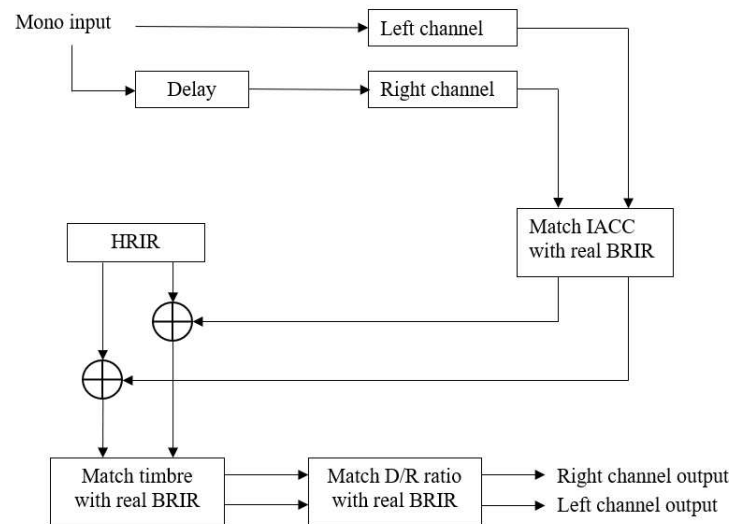 Mono input
Left channel
Delay
Right channel
Match IACC
with real BRIR
HRIR
Match timbre
with real BRIR
Match D/R ratio
with real BRIR
Right channel output
Left channel output